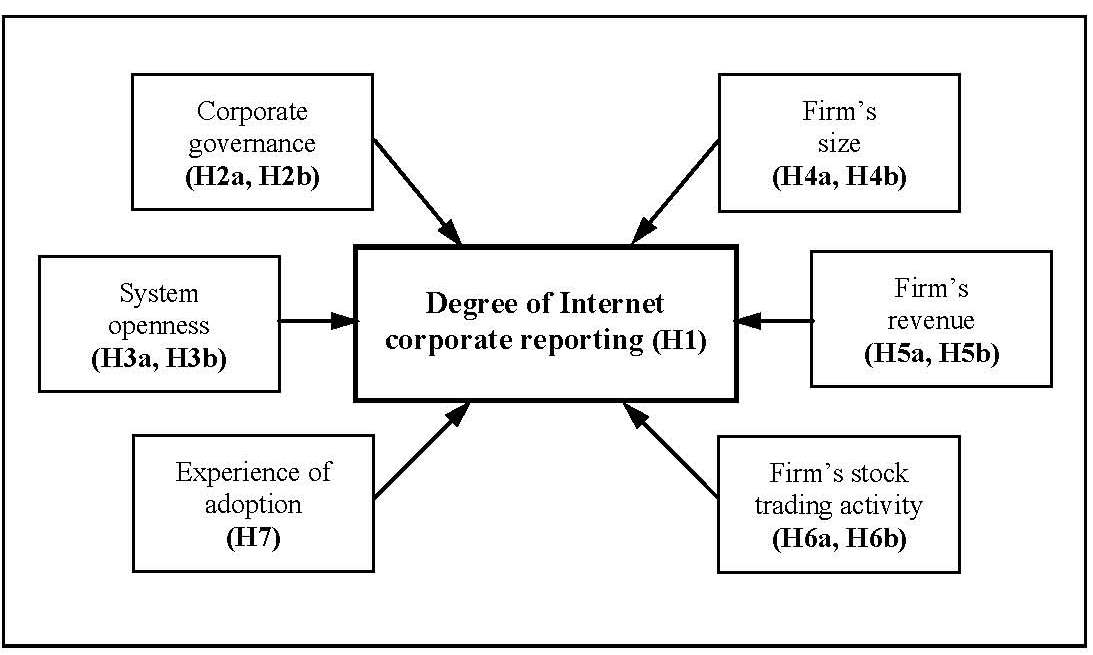 Corporate
governance
(H2a, H2b)
Firm’s
size
(H4a, H4b)
System
openness
(H3a, H3b)
Degree of Internet
corporate reporting (H1)
Firm’s
revenue
(H5a, H5b)
Experience of
adoption
(H7)
Firm’s stock
trading activity
(H6a, H6b)